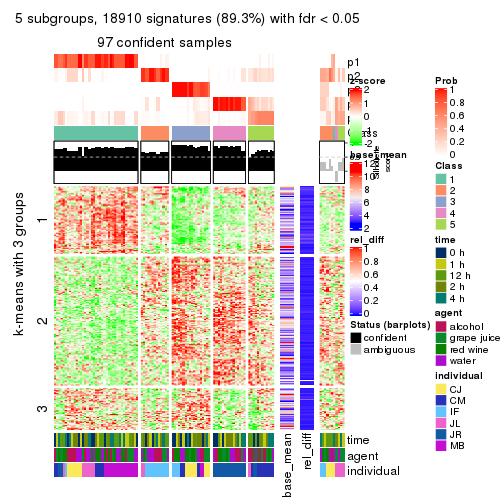 5 subgroups, 18910 signatures (89.3%) with fdr < 0.05
97 confident samples
p1
p2
z-score
2
1
0
-1
-2
base_mean
12
2
rel_diff
1
0.8
0.6
0.4
0.2
0
Status (barplots)
confident
ambiguous
Prob
1
0.8
0.6
0.4
0.2
0
Class
1
2
3
4
5
time
0 h
1 h
12 h
2 h
4 h
agent
alcohol
grape juice
red wine
water
individual
CJ
CM
IF
JL
JR
MB
k-means with 3 groups
1
2
3
time
agent
individual
base_mean
rel_diff